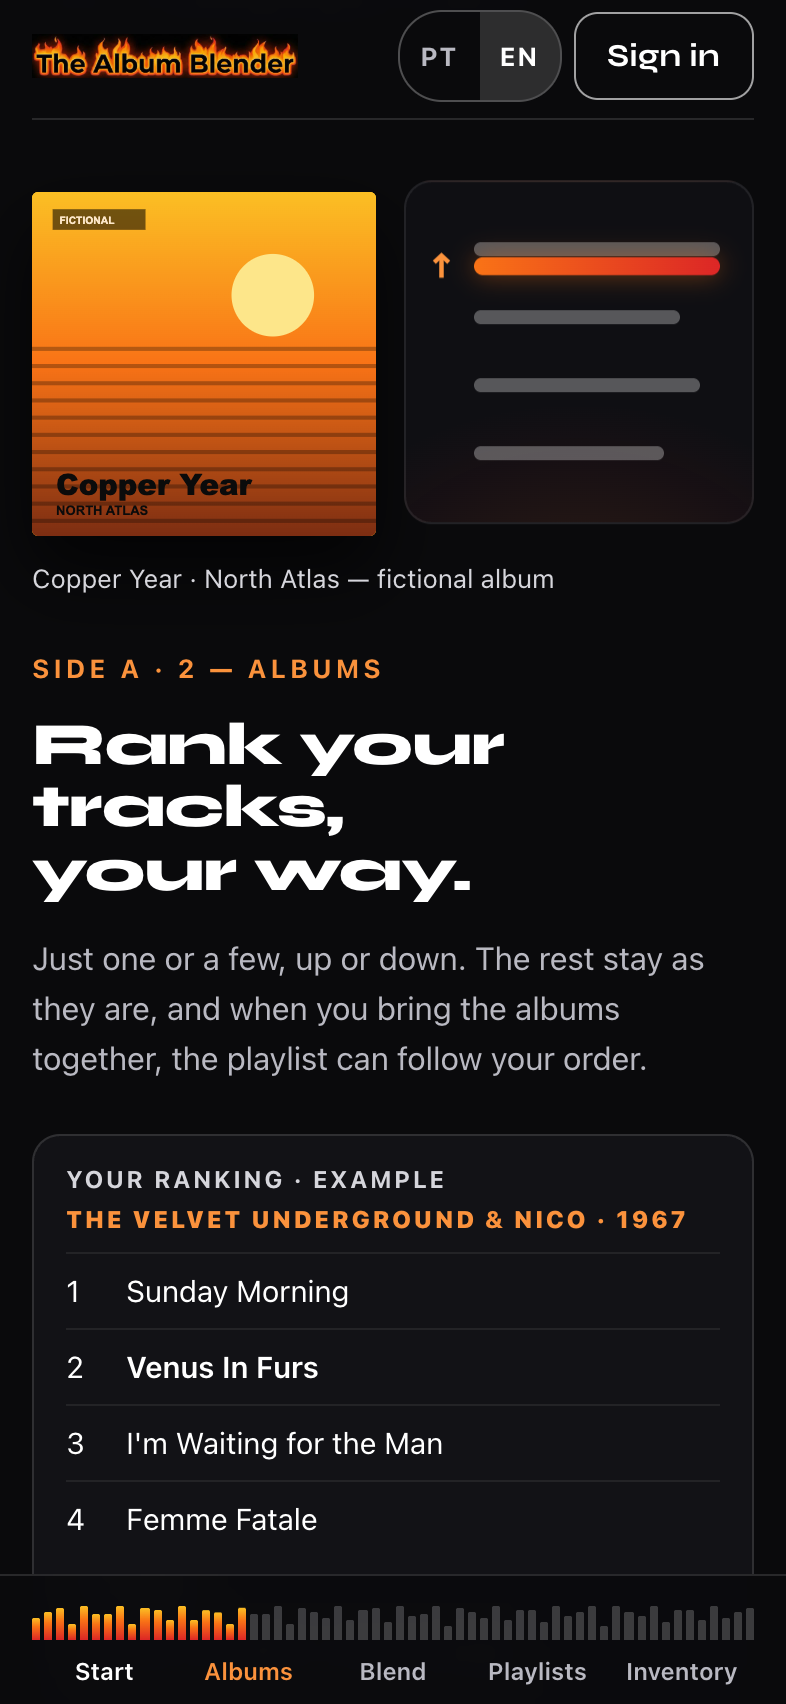 The Album Blender
PT EN
Sign in
FICTIONAL
Copper Year
NORTH ATLAS
↑
Copper Year · North Atlas — fictional album
SIDE A · 2 — ALBUMS
Rank your
tracks,
your way.
Just one or a few, up or down. The rest stay as
they are, and when you bring the albums
together, the playlist can follow your order.
YOUR RANKING · EXAMPLE
THE VELVET UNDERGROUND & NICO · 1967
1 Sunday Morning
2 Venus In Furs
3 I'm Waiting for the Man
4 Femme Fatale
Start Albums Blend Playlists Inventory